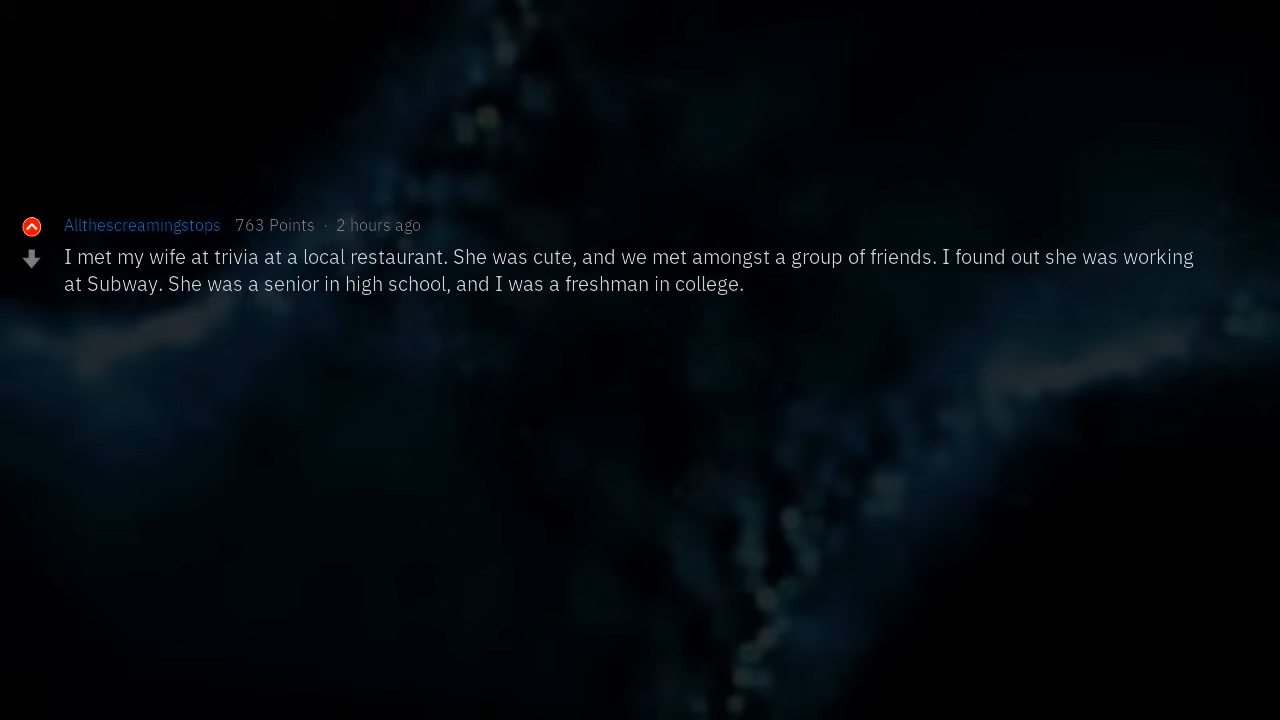 Allthescreamingstops 763 Points · 2 hours ago
I met my wife at trivia at a local restaurant. She was cute, and we met amongst a group of friends. I found out she was working
at Subway. She was a senior in high school, and I was a freshman in college.